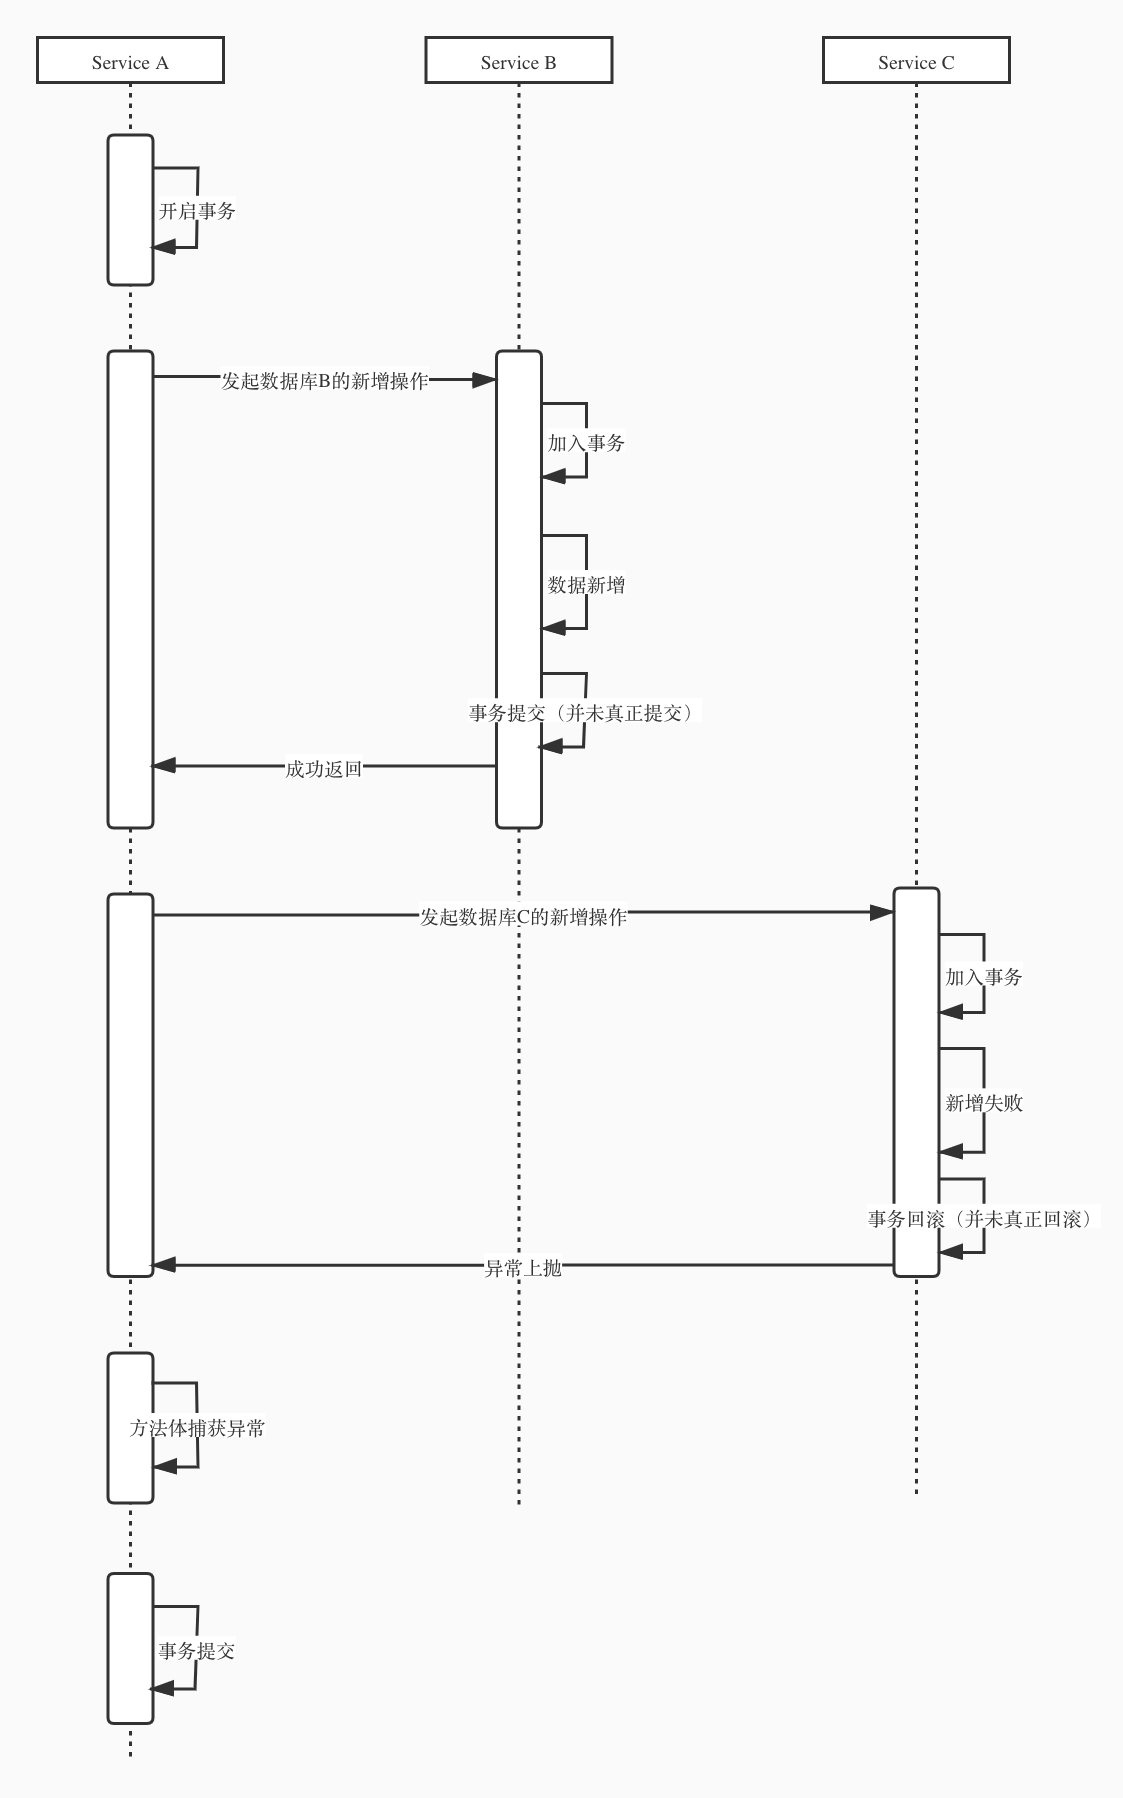 Service A
Service B
Service C
开启事务
发起数据库B的新增操作
加入事务
数据新增
事务提交（并未真正提交）
成功返回
发起数据库C的新增操作
加入事务
新增失败
事务回滚（并未真正回滚）
异常上抛
方法体捕获异常
事务提交